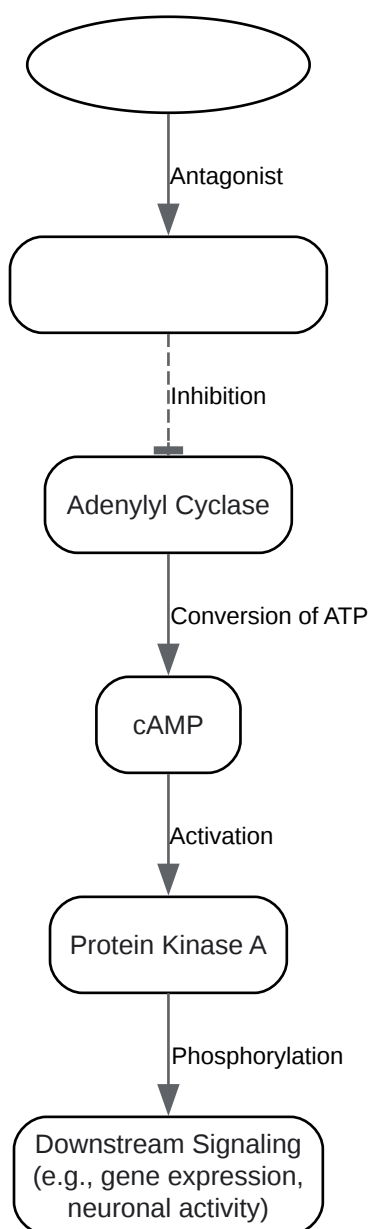 Antagonist
Inhibition
Adenylyl Cyclase
Conversion of ATP
cAMP
Activation
Protein Kinase A
Phosphorylation
Downstream Signaling
(e.g., gene expression,
neuronal activity)